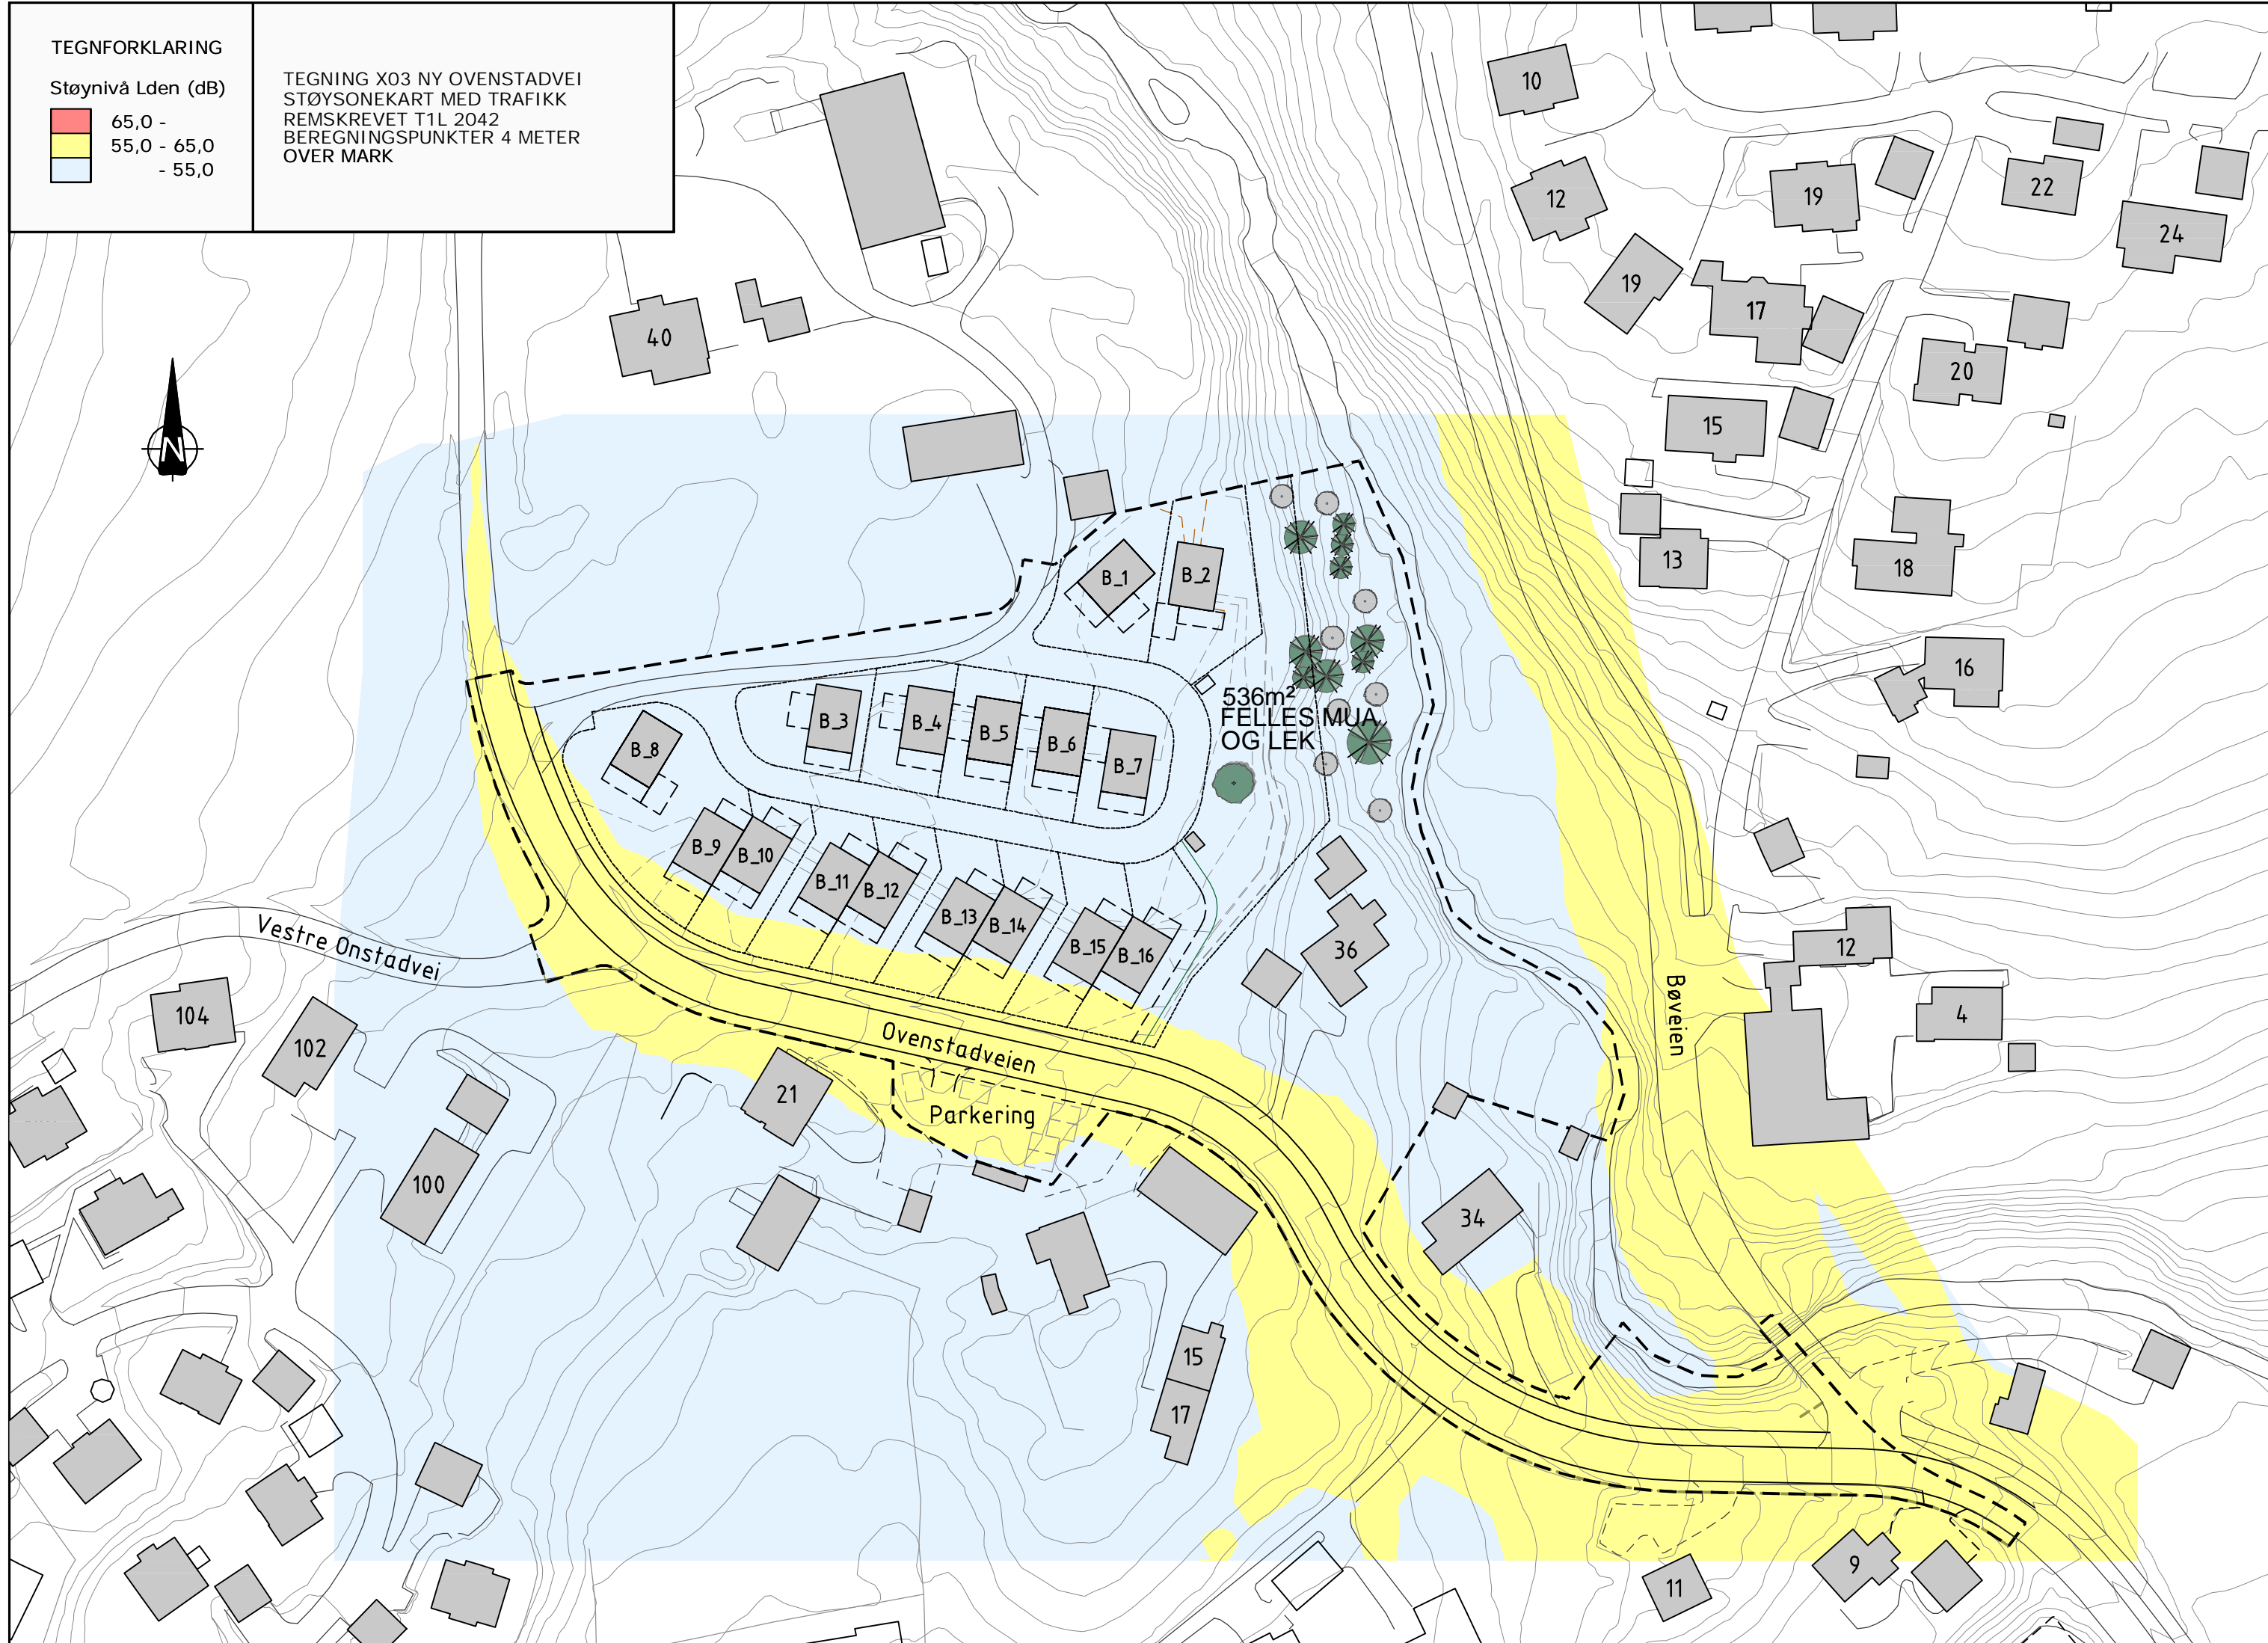 TEGNFORKLARING
Støynivå Lden (dB)
65,0 -
55,0 - 65,0
- 55,0
TEGNING X03 NY OVENSTADVEI
STØYSONEKART MED TRAFIKK
REMSKREVET T1L 2042
BEREGNINGSPUNKTER 4 METER
OVER MARK
N
10
12
19
22
24
19
17
40
20
15
13
18
16
B_1
B_2
536m²
FELLES MUA
OG LEK
B_3
B_4
B_5
B_6
B_7
B_8
B_9
B_10
B_11
B_12
B_13
B_14
B_15
B_16
36
12
4
Vestre Onstadvei
Bøveien
Ovenstadveien
Parkering
104
102
21
100
34
15
17
9
11